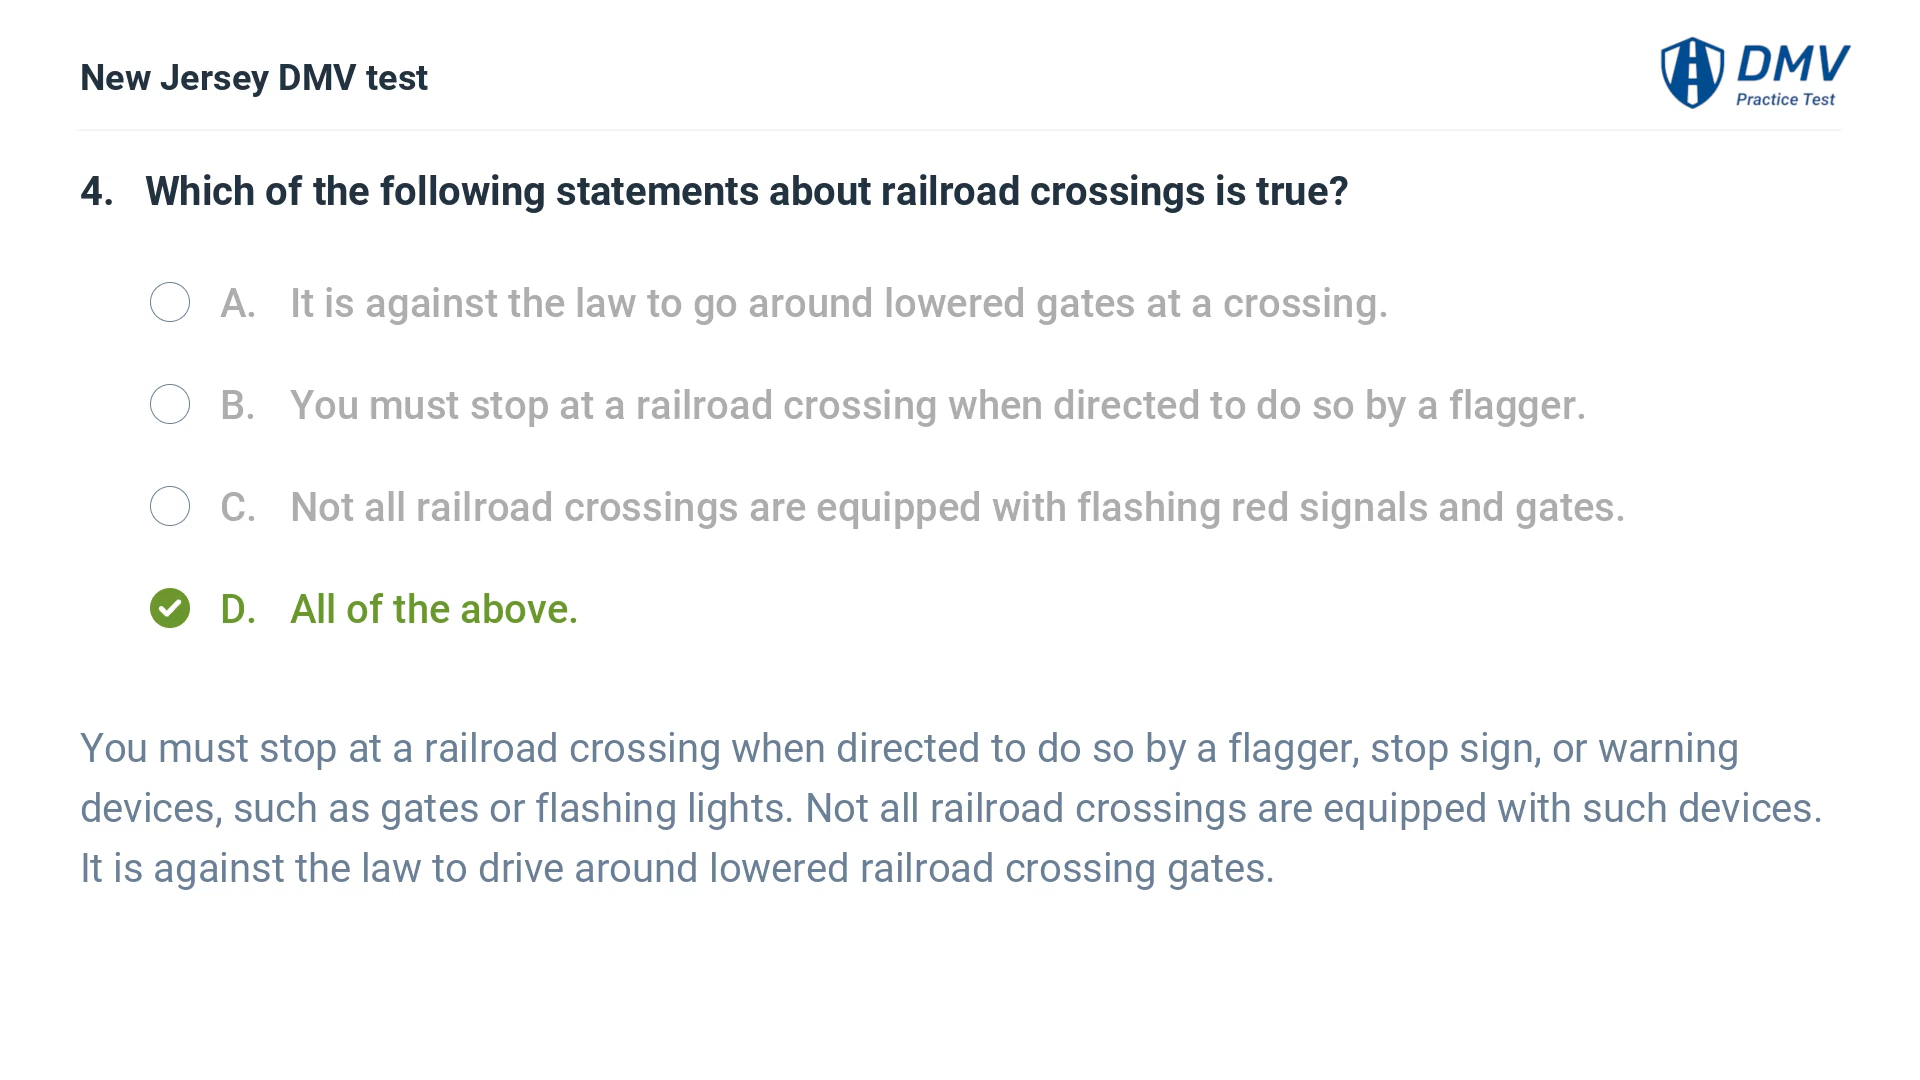 New Jersey DMV test
DMV
Practice Test
4. Which of the following statements about railroad crossings is true?
A. It is against the law to go around lowered gates at a crossing.
B. You must stop at a railroad crossing when directed to do so by a flagger.
C. Not all railroad crossings are equipped with flashing red signals and gates.
D. All of the above.
You must stop at a railroad crossing when directed to do so by a flagger, stop sign, or warning
devices, such as gates or flashing lights. Not all railroad crossings are equipped with such devices.
It is against the law to drive around lowered railroad crossing gates.